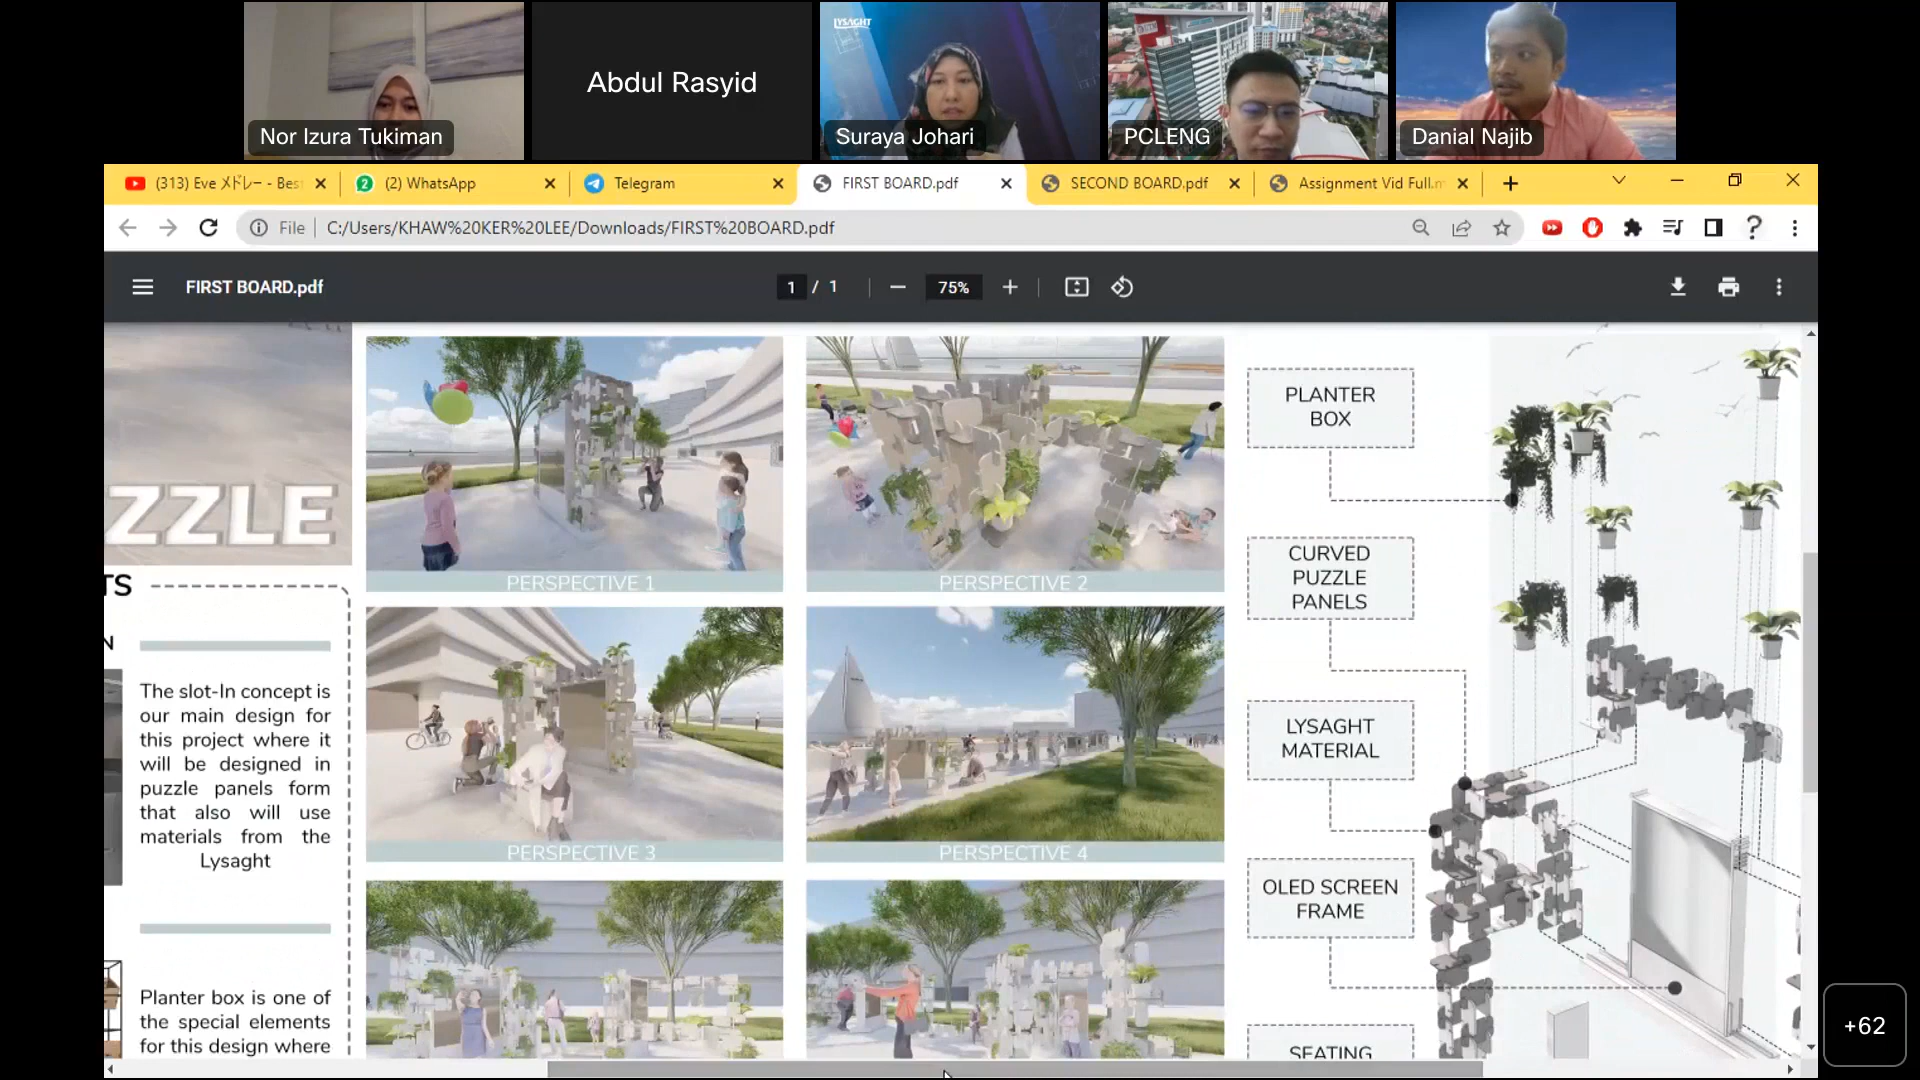 LYSAGHT
Nor Izura Tukiman
Abdul Rasyid
Suraya Johari
PCLENG
Danial Najib
(313) Eve メドレー - Bes
2
(2) WhatsApp
Telegram
FIRST BOARD.pdf
SECOND BOARD.pdf
Assignment Vid Full.m
File
C:/Users/KHAW%20KER%20LEE/Downloads/FIRST%20BOARD.pdf
FIRST BOARD.pdf
1 / 1
75%
ZZLE
TS
N
The slot-In concept is
our main design for
this project where it
will be designed in
puzzle panels form
that also will use
materials from the
Lysaght
Planter box is one of
the special elements
for this design where
PERSPECTIVE 1
PERSPECTIVE 2
PERSPECTIVE 3
PERSPECTIVE 4
PLANTER
BOX
CURVED
PUZZLE
PANELS
LYSAGHT
MATERIAL
OLED SCREEN
FRAME
SEATING
+62